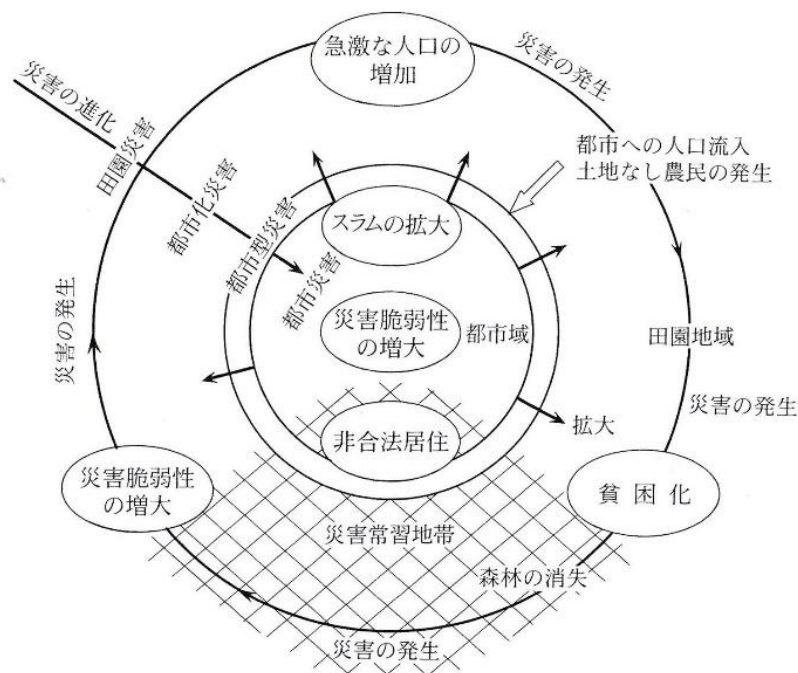 急激な人口の
増加
災害の発生
災害の進化
田園災害
都市への人口流入
土地なし農民の発生
都市化災害
都市型災害
スラムの拡大
都市災害
災害の発生
災害脆弱性
の増大
都市域
田園地域
災害の発生
拡大
非合法居住
災害脆弱性
の増大
貧困化
災害常習地帯
森林の消失
災害の発生